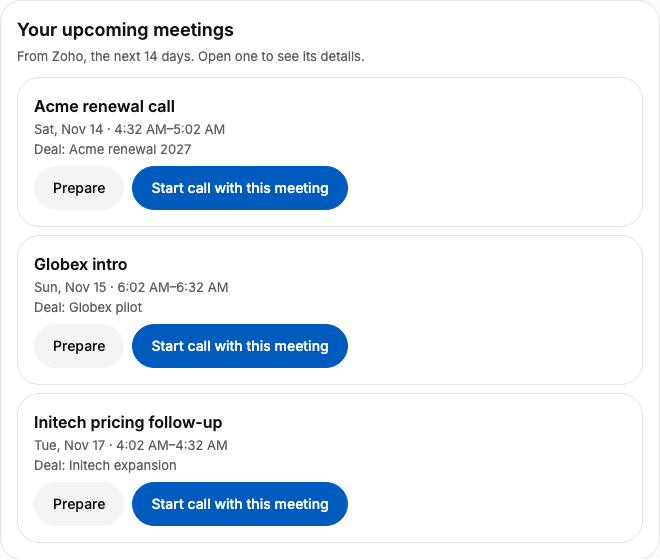 Your upcoming meetings
From Zoho, the next 14 days. Open one to see its details.
Acme renewal call
Sat, Nov 14 · 4:32 AM–5:02 AM
Deal: Acme renewal 2027
Prepare
Start call with this meeting
Globex intro
Sun, Nov 15 · 6:02 AM–6:32 AM
Deal: Globex pilot
Prepare
Start call with this meeting
Initech pricing follow-up
Tue, Nov 17 · 4:02 AM–4:32 AM
Deal: Initech expansion
Prepare
Start call with this meeting